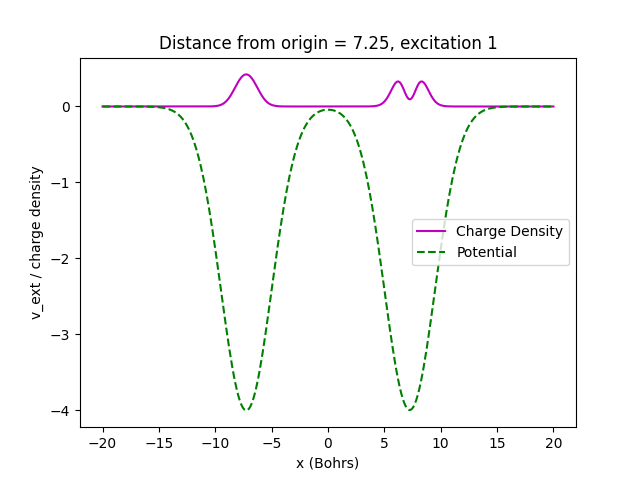 Distance from origin = 7.25, excitation 1
v_ext / charge density
0
−1
−2
−3
−4
Charge Density
Potential
−20
−15
−10
−5
0
5
10
15
20
x (Bohrs)